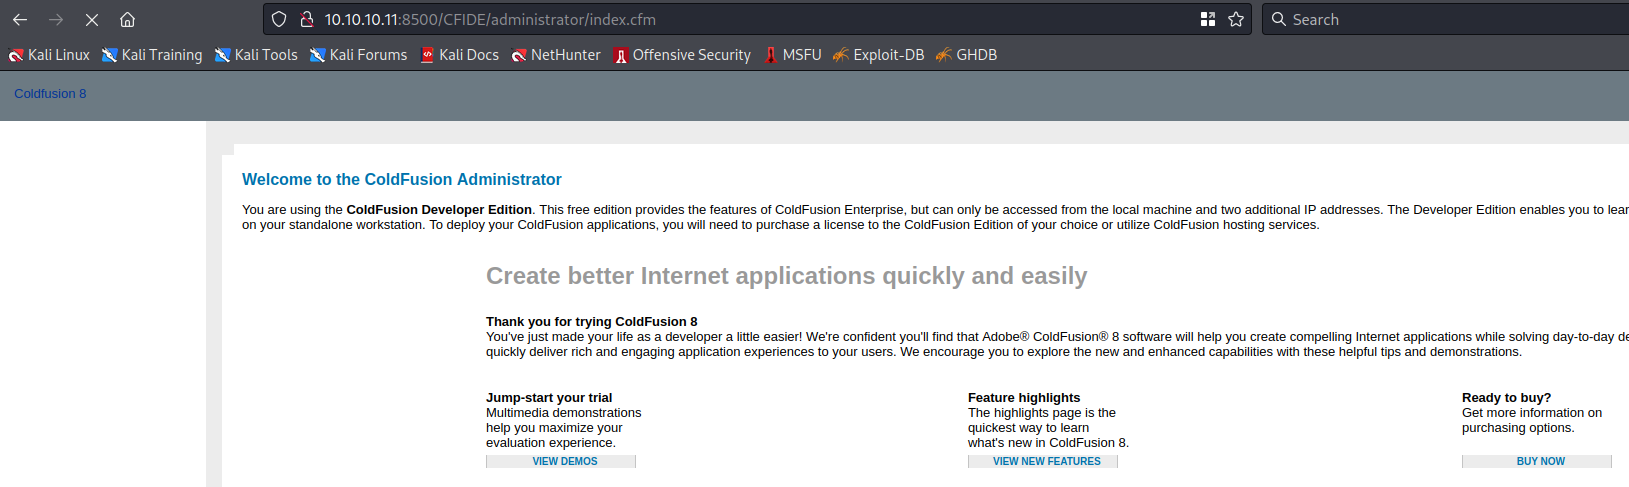 10.10.10.11:8500/CFIDE/administrator/index.cfm
Search
Kali Linux Kali Training Kali Tools Kali Forums Kali Docs NetHunter Offensive Security MSFU Exploit-DB GHDB
Coldfusion 8
Welcome to the ColdFusion Administrator
You are using the ColdFusion Developer Edition. This free edition provides the features of ColdFusion Enterprise, but can only be accessed from the local machine and two additional IP addresses. The Developer Edition enables you to lear
on your standalone workstation. To deploy your ColdFusion applications, you will need to purchase a license to the ColdFusion Edition of your choice or utilize ColdFusion hosting services.
Create better Internet applications quickly and easily
Thank you for trying ColdFusion 8
You've just made your life as a developer a little easier! We're confident you'll find that Adobe® ColdFusion® 8 software will help you create compelling Internet applications while solving day-to-day de
quickly deliver rich and engaging application experiences to your users. We encourage you to explore the new and enhanced capabilities with these helpful tips and demonstrations.
Jump-start your trial
Multimedia demonstrations
help you maximize your
evaluation experience.
VIEW DEMOS
Feature highlights
The highlights page is the
quickest way to learn
what's new in ColdFusion 8.
VIEW NEW FEATURES
Ready to buy?
Get more information on
purchasing options.
BUY NOW